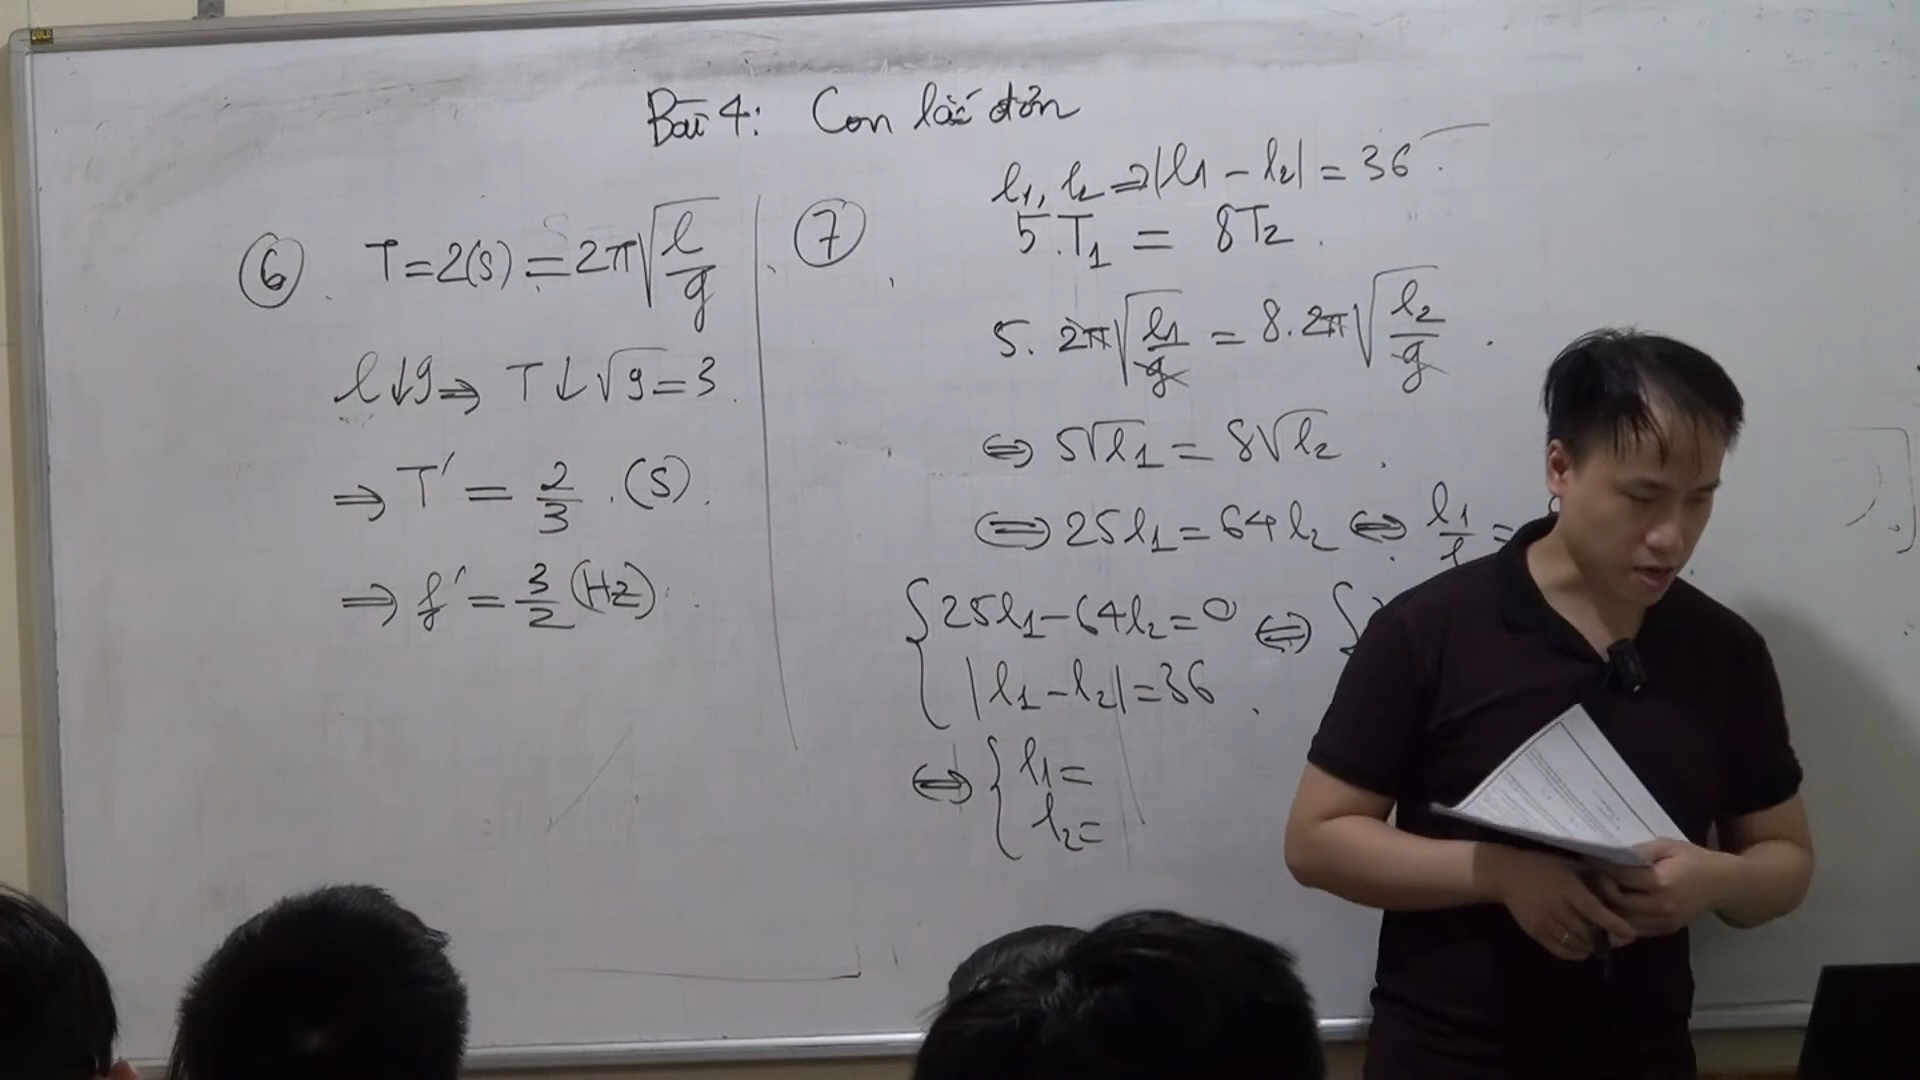 Bài 4: Con lắc đơn
⑥ T = 2(s) = 2π√(l/g)
l↓9 ⇒ T↓√9 = 3
⇒ T' = 2/3 . (s).
⇒ f' = 3/2 (Hz).
⑦ l1, l2 ⇒ |l1 - l2| = 36
5.T1 = 8T2.
5. 2π√(l1/g) = 8. 2π√(l2/g).
⇔ 5√l1 = 8√l2.
⇔ 25l1 = 64l2 ⇔ l1/l =
{ 25l1 - 64l2 = 0 ⇔ {
|l1 - l2| = 36.
⇔ { l1 =
l2 =